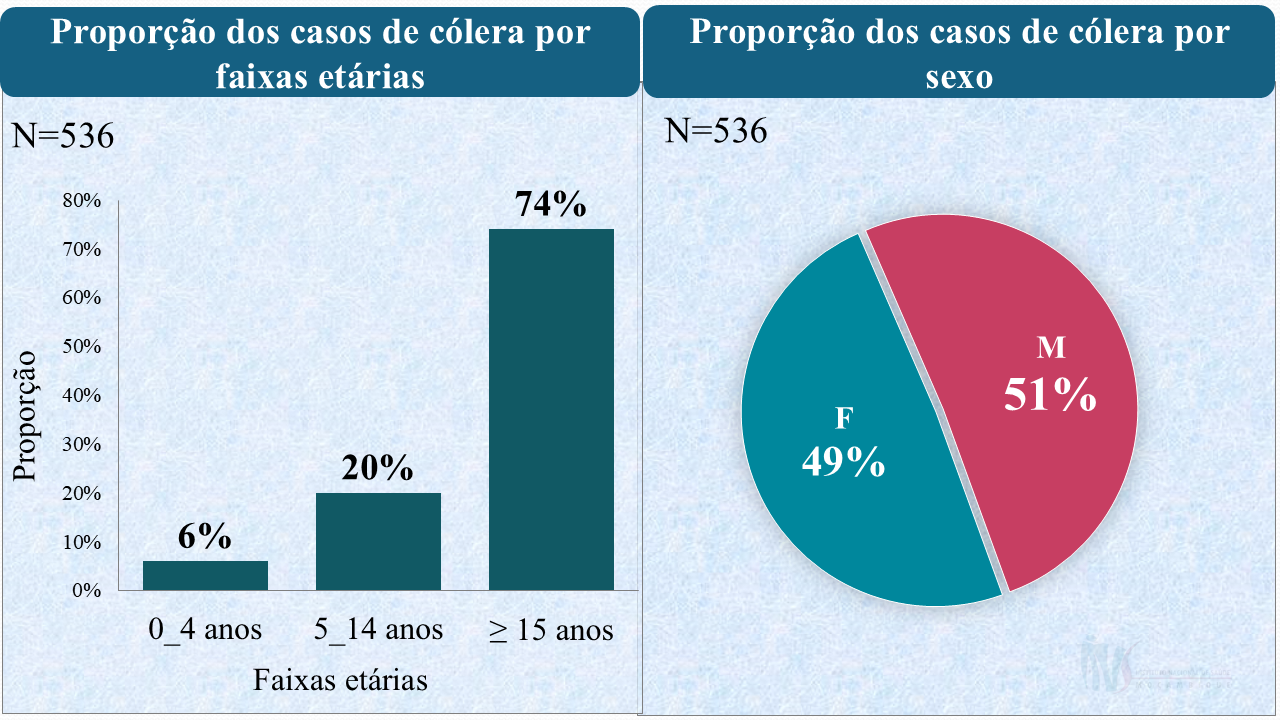 Proporção dos casos de cólera por
faixas etárias
N=536
80%
70%
60%
50%
40%
30%
20%
10%
0%
Proporção
6%
20%
74%
0_4 anos
5_14 anos
≥ 15 anos
Faixas etárias
Proporção dos casos de cólera por
sexo
N=536
M
51%
F
49%